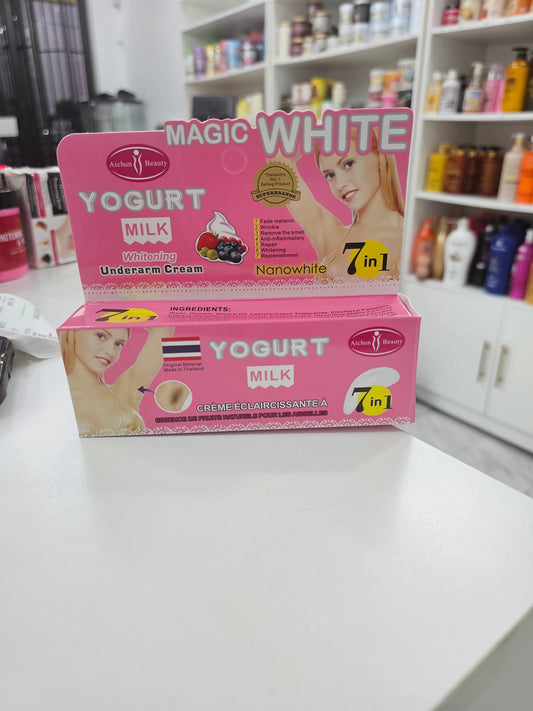 MAGIC WHITE
Aichun Beauty
YOGURT
MILK
Whitening
Underarm Cream
Thailand's
NO.1
Selling Product
SUPERBRANDS
1 Fade melanin
2 Wrinkle
3 Remove the smell
4 Anti-inflammatory
5 Repair
6 Whitening
7 Replenishment
Nanowhite 7 in 1
7 in 1
INGREDIENTS:
Original Material
Made in Thailand
YOGURT
MILK
Aichun Beauty
7 in 1
CRÈME ÉCLAIRCISSANTE À
ESSENCE DE FRUITS NATURELS POUR LES AISSELLES